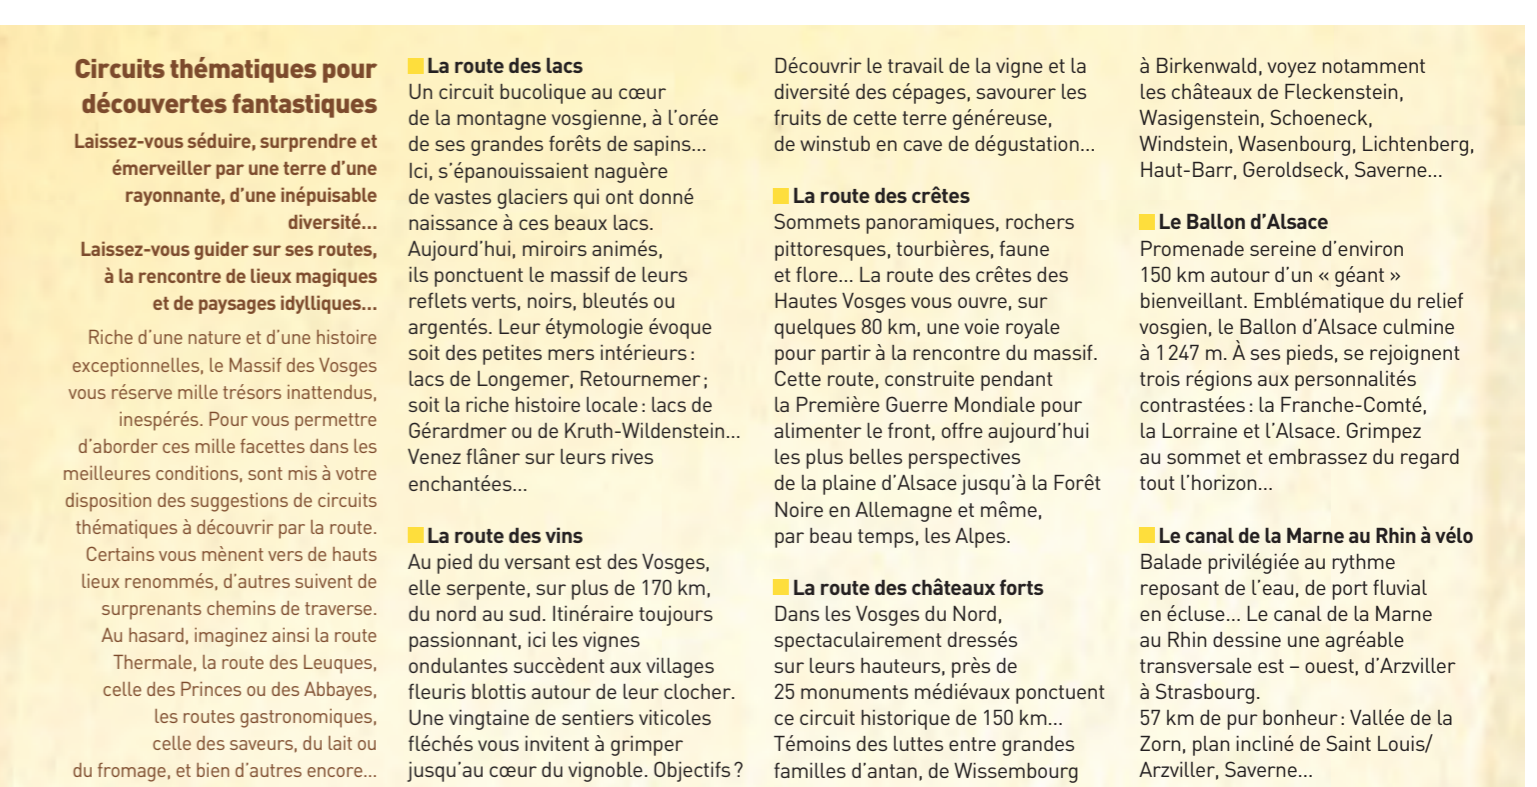 Circuits thématiques pour
découvertes fantastiques
Laissez-vous séduire, surprendre et
émerveiller par une terre d’une
rayonnante, d’une inépuisable
diversité...
Laissez-vous guider sur ses routes,
à la rencontre de lieux magiques
et de paysages idylliques...
Riche d’une nature et d’une histoire
exceptionnelles, le Massif des Vosges
vous réserve mille trésors inattendus,
inespérés. Pour vous permettre
d’aborder ces mille facettes dans les
meilleures conditions, sont mis à votre
disposition des suggestions de circuits
thématiques à découvrir par la route.
Certains vous mènent vers de hauts
lieux renommés, d’autres suivent de
surprenants chemins de traverse.
Au hasard, imaginez ainsi la route
Thermale, la route des Leuques,
celle des Princes ou des Abbayes,
les routes gastronomiques,
celle des saveurs, du lait ou
du fromage, et bien d’autres encore...
La route des lacs
Un circuit bucolique au cœur
de la montagne vosgienne, à l’orée
de ses grandes forêts de sapins...
Ici, s’épanouissaient naguère
de vastes glaciers qui ont donné
naissance à ces beaux lacs.
Aujourd’hui, miroirs animés,
ils ponctuent le massif de leurs
reflets verts, noirs, bleutés ou
argentés. Leur étymologie évoque
soit des petites mers intérieurs :
lacs de Longemer, Retournemer ;
soit la riche histoire locale : lacs de
Gérardmer ou de Kruth-Wildenstein...
Venez flâner sur leurs rives
enchantées...
La route des vins
Au pied du versant est des Vosges,
elle serpente, sur plus de 170 km,
du nord au sud. Itinéraire toujours
passionnant, ici les vignes
ondulantes succèdent aux villages
fleuris blottis autour de leur clocher.
Une vingtaine de sentiers viticoles
fléchés vous invitent à grimper
jusqu’au cœur du vignoble. Objectifs ?
Découvrir le travail de la vigne et la
diversité des cépages, savourer les
fruits de cette terre généreuse,
de winstub en cave de dégustation...
La route des crêtes
Sommets panoramiques, rochers
pittoresques, tourbières, faune
et flore... La route des crêtes des
Hautes Vosges vous ouvre, sur
quelques 80 km, une voie royale
pour partir à la rencontre du massif.
Cette route, construite pendant
la Première Guerre Mondiale pour
alimenter le front, offre aujourd’hui
les plus belles perspectives
de la plaine d’Alsace jusqu’à la Forêt
Noire en Allemagne et même,
par beau temps, les Alpes.
La route des châteaux forts
Dans les Vosges du Nord,
spectaculairement dressés
sur leurs hauteurs, près de
25 monuments médiévaux ponctuent
ce circuit historique de 150 km...
Témoins des luttes entre grandes
familles d’antan, de Wissembourg
à Birkenwald, voyez notamment
les châteaux de Fleckenstein,
Wasigenstein, Schoeneck,
Windstein, Wasenbourg, Lichtenberg,
Haut-Barr, Geroldseck, Saverne...
Le Ballon d’Alsace
Promenade sereine d’environ
150 km autour d’un « géant »
bienveillant. Emblématique du relief
vosgien, le Ballon d’Alsace culmine
à 1 247 m. À ses pieds, se rejoignent
trois régions aux personnalités
contrastées : la Franche-Comté,
la Lorraine et l’Alsace. Grimpez
au sommet et embrassez du regard
tout l’horizon...
Le canal de la Marne au Rhin à vélo
Balade privilégiée au rythme
reposant de l’eau, de port fluvial
en écluse... Le canal de la Marne
au Rhin dessine une agréable
transversale est – ouest, d’Arzviller
à Strasbourg.
57 km de pur bonheur : Vallée de la
Zorn, plan incliné de Saint Louis/
Arzviller, Saverne...